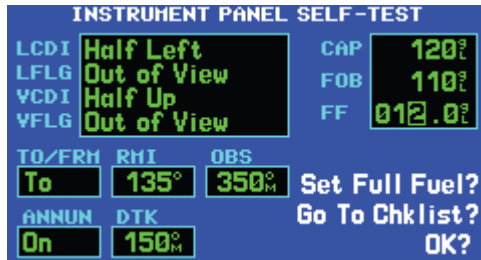 INSTRUMENT PANEL SELF-TEST
LCDI Half Left
LFLG Out of View
VCDI Half Up
VFLG Out of View
CAP 120
FOB 110
FF 012.0
TO/FRM RMI OBS
To 135° 350°M
ANNUN DTK
On 150°M
Set Full Fuel?
Go To Chklist?
OK?